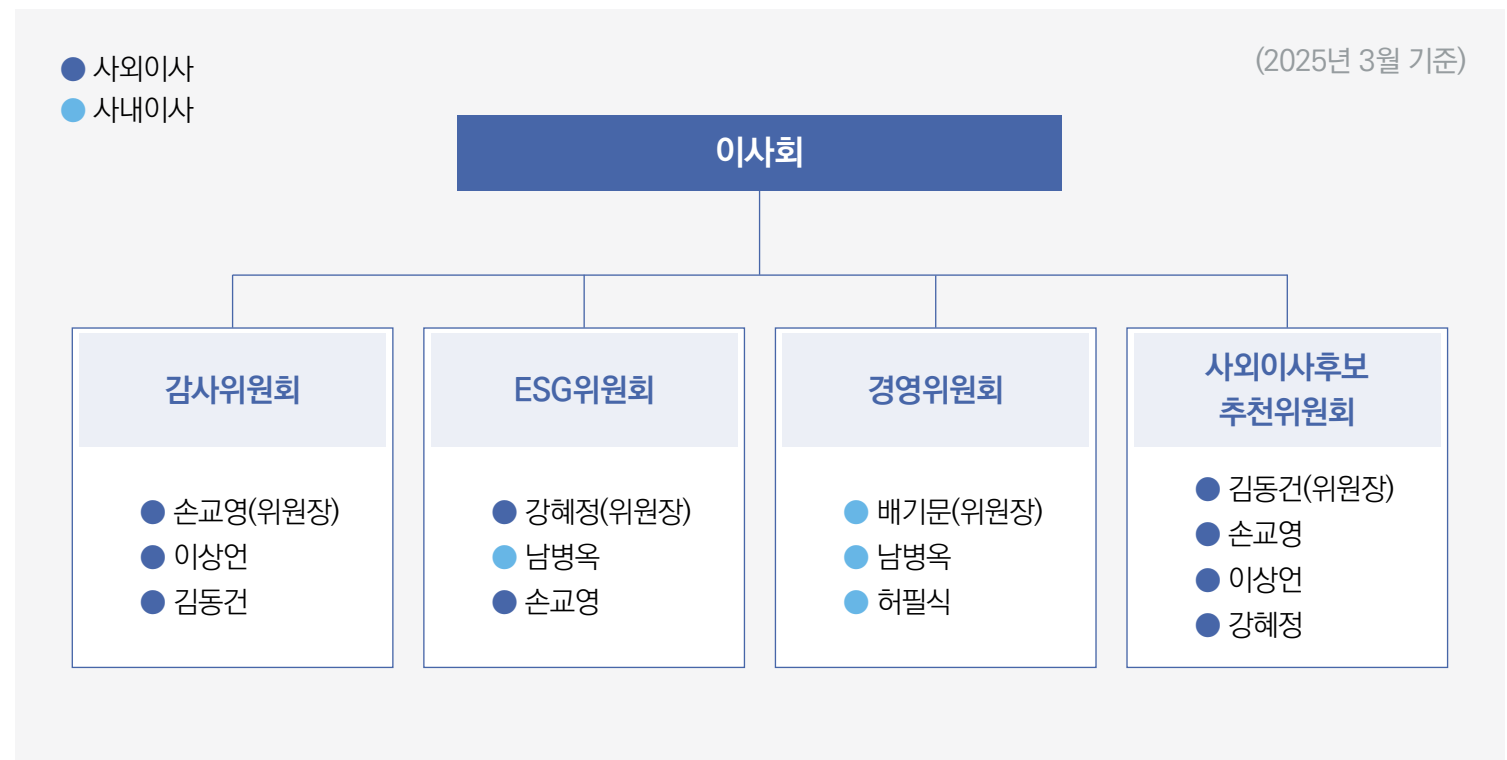 사외이사
사내이사
(2025년 3월 기준)
이사회
감사위원회
손교영(위원장)
이상언
김동건
ESG위원회
강혜정(위원장)
남병옥
손교영
경영위원회
배기문(위원장)
남병옥
허필식
사외이사후보
추천위원회
김동건(위원장)
손교영
이상언
강혜정